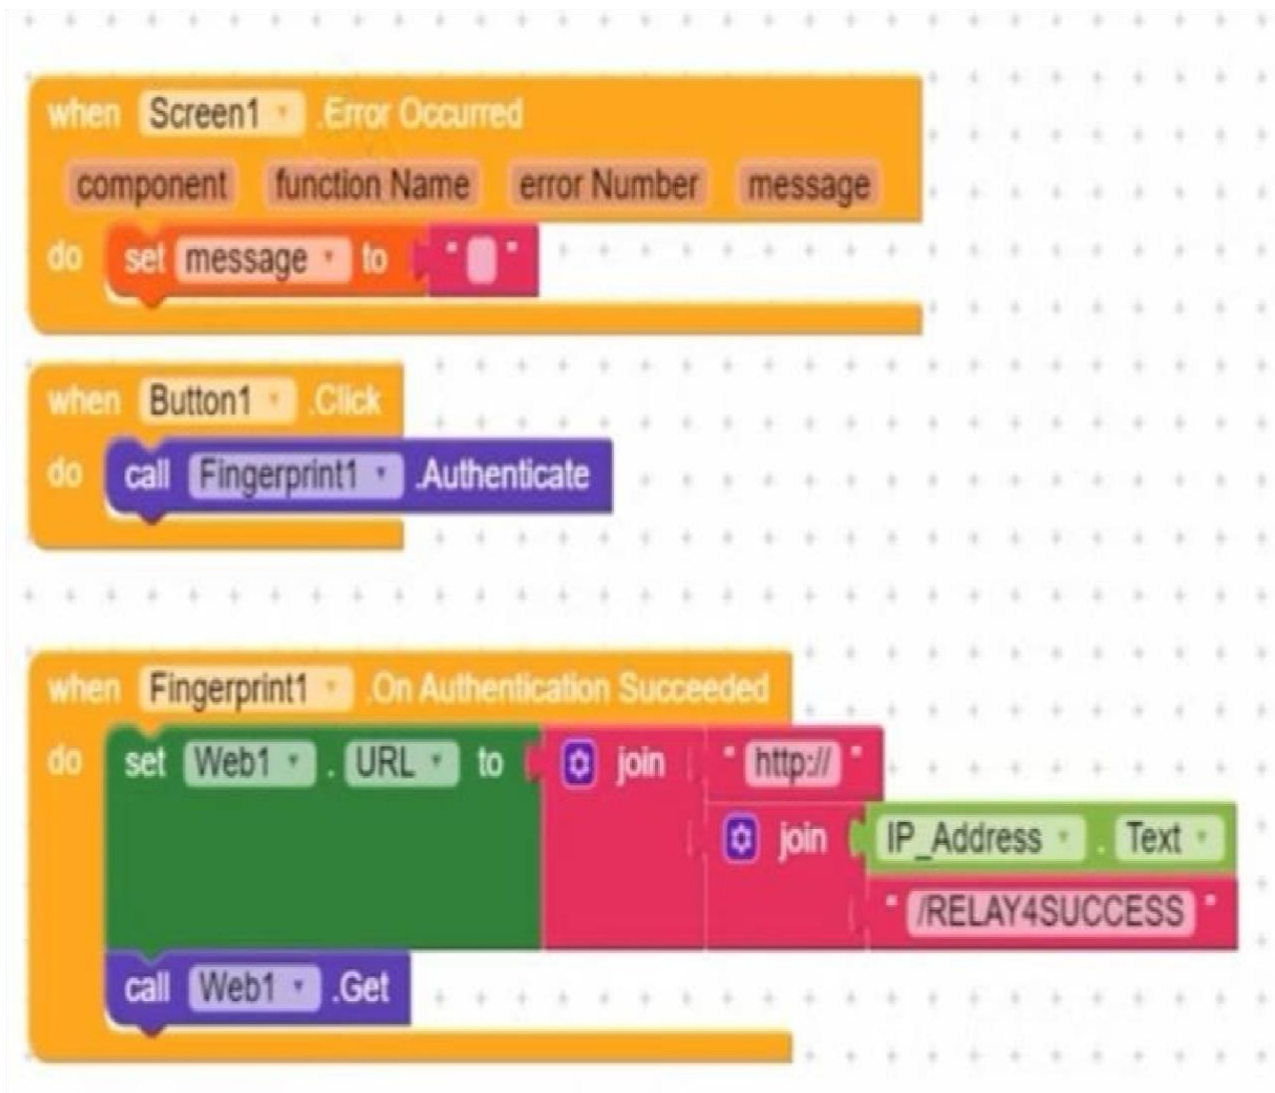 when Screen1 .Error Occurred
component function Name error Number message
do set message to " "
when Button1 .Click
do call Fingerprint1 .Authenticate
when Fingerprint1 .On Authentication Succeeded
do set Web1 . URL to join " http:// "
join IP_Address . Text
" /RELAY4SUCCESS "
call Web1 .Get